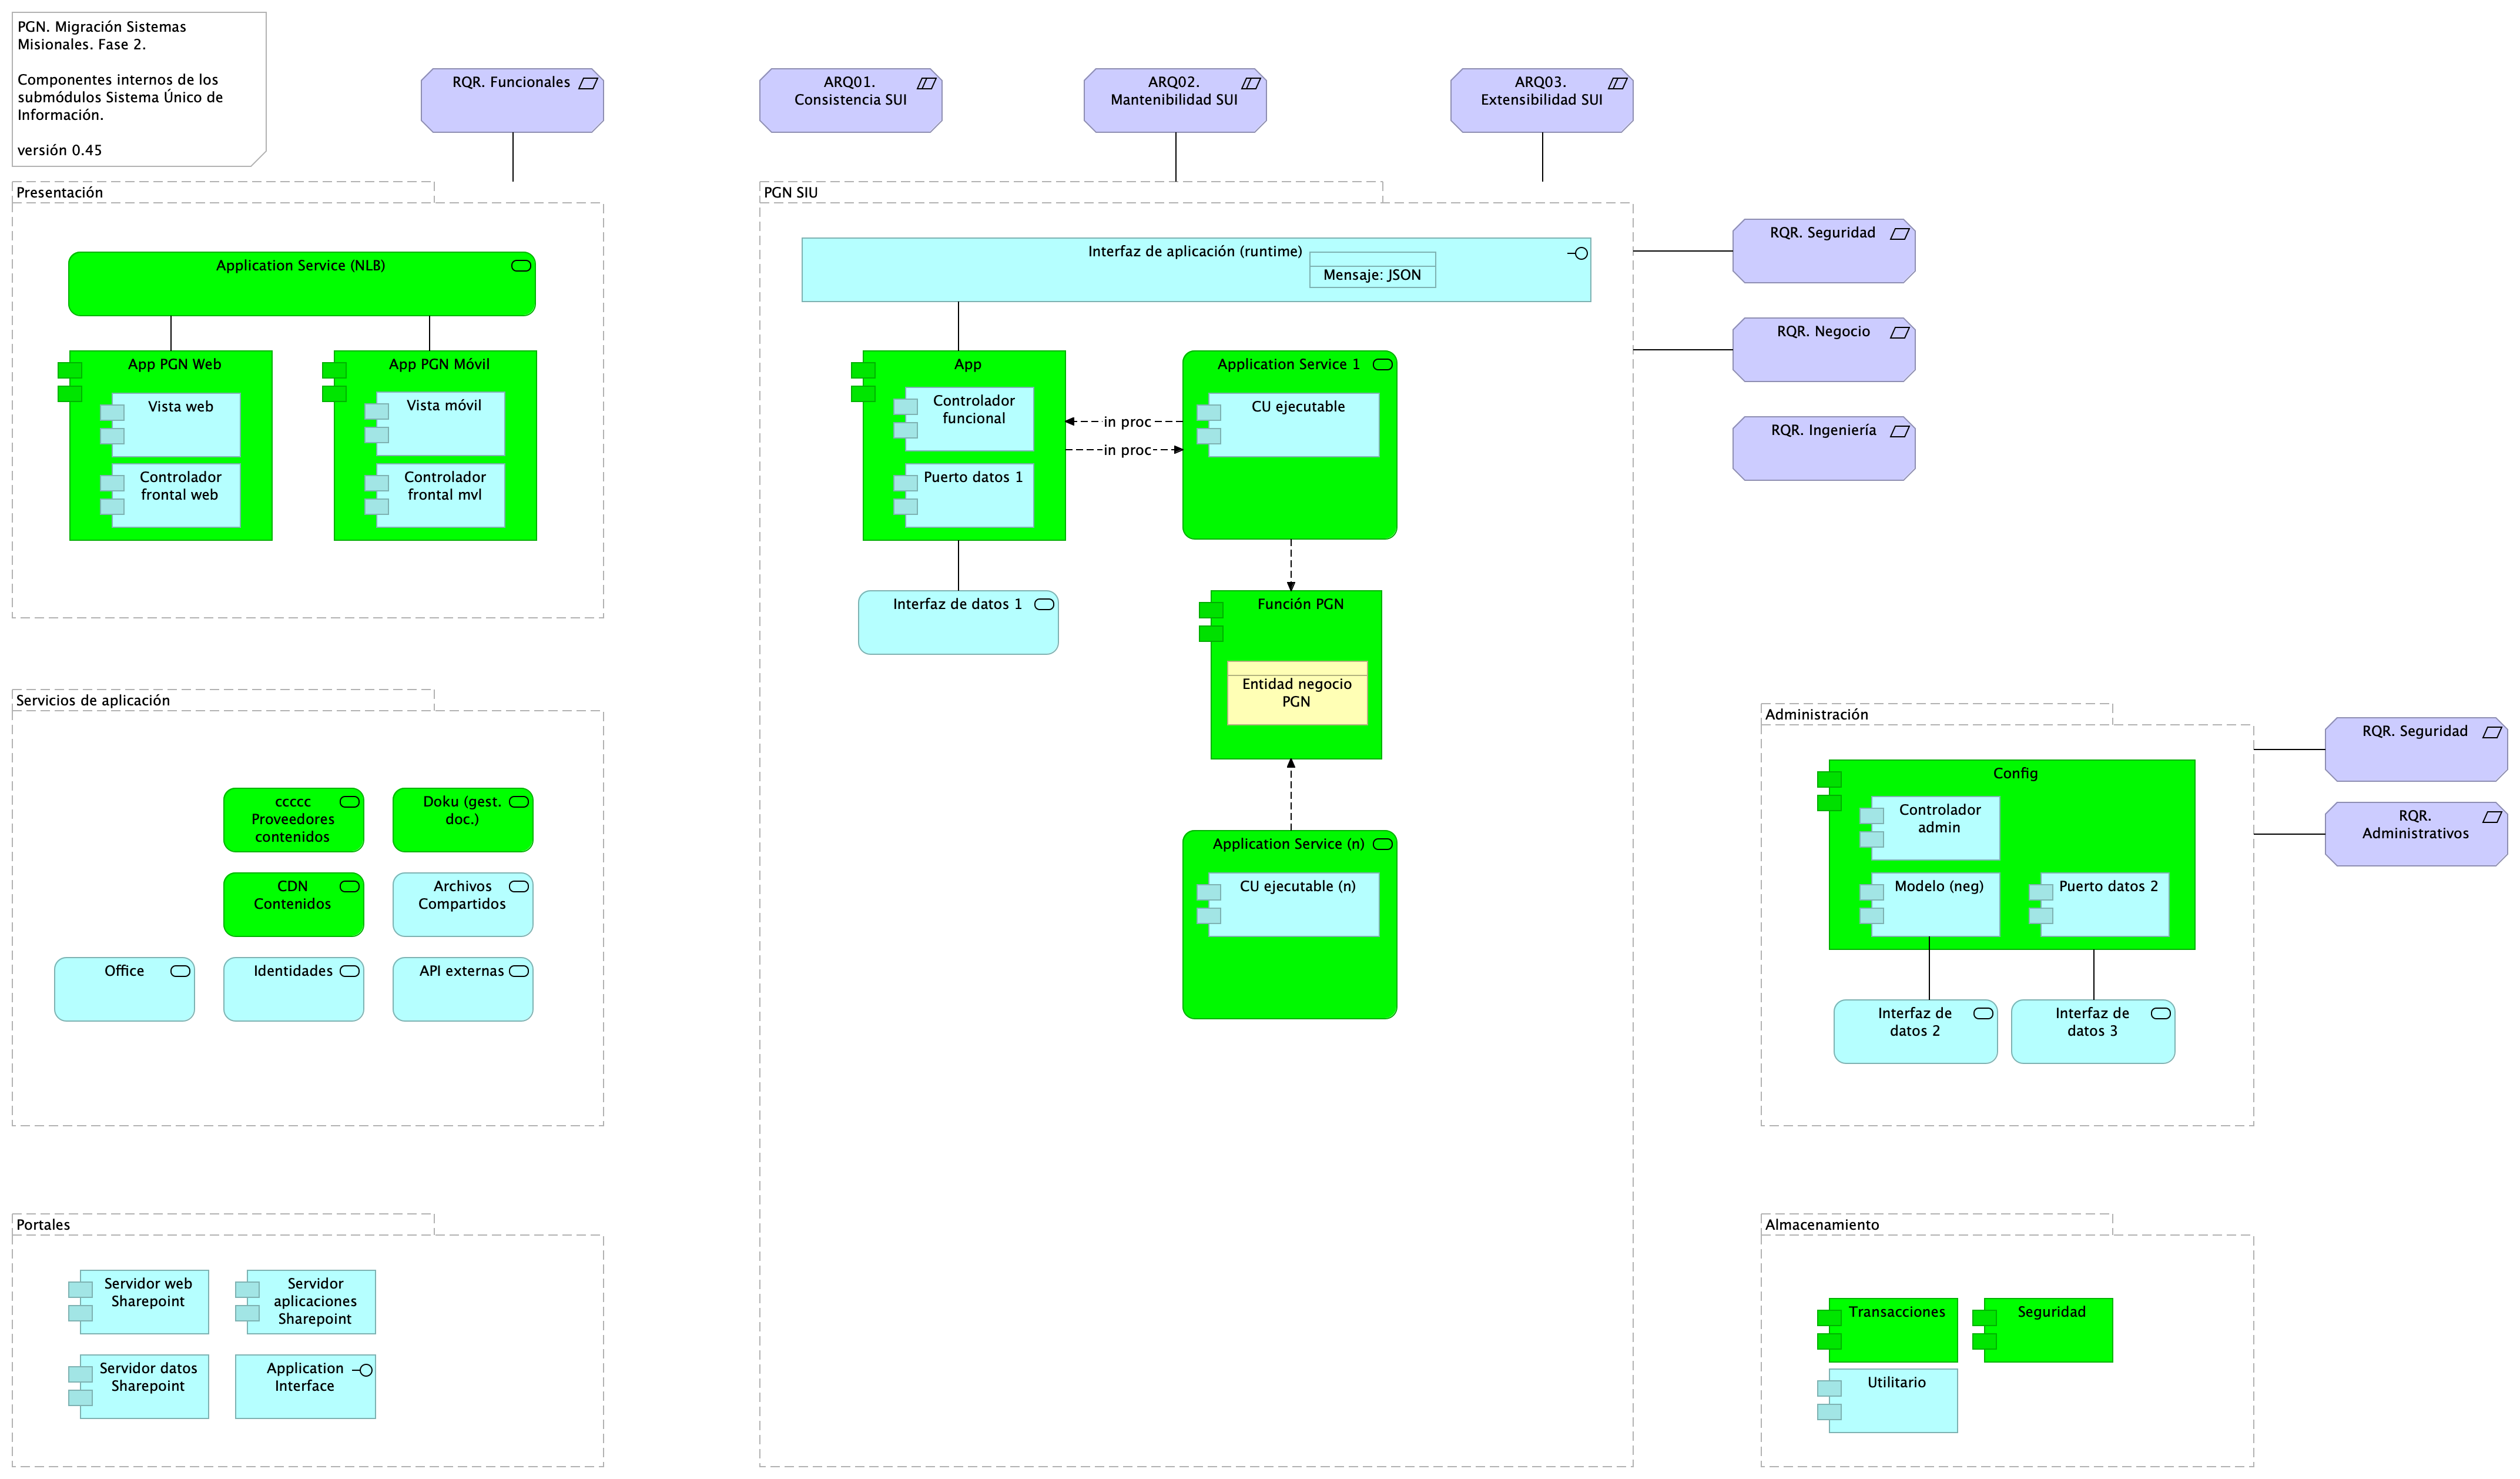 PGN. Migración Sistemas
Misionales. Fase 2.
Componentes internos de los
submódulos Sistema Único de
Información.
versión 0.45
RQR. Funcionales
ARQ01.
Consistencia SUI
ARQ02.
Mantenibilidad SUI
ARQ03.
Extensibilidad SUI
Presentación
Application Service (NLB)
App PGN Web
Vista web
Controlador
frontal web
App PGN Móvil
Vista móvil
Controlador
frontal mvl
PGN SIU
Interfaz de aplicación (runtime)
Mensaje: JSON
App
Controlador
funcional
Puerto datos 1
in proc
in proc
Application Service 1
CU ejecutable
Interfaz de datos 1
Función PGN
Entidad negocio
PGN
Application Service (n)
CU ejecutable (n)
RQR. Seguridad
RQR. Negocio
RQR. Ingeniería
Servicios de aplicación
ccccc
Proveedores
contenidos
Doku (gest.
doc.)
CDN
Contenidos
Archivos
Compartidos
Office
Identidades
API externas
Administración
Config
Controlador
admin
Modelo (neg)
Puerto datos 2
Interfaz de
datos 2
Interfaz de
datos 3
RQR. Seguridad
RQR.
Administrativos
Portales
Servidor web
Sharepoint
Servidor
aplicaciones
Sharepoint
Servidor datos
Sharepoint
Application
Interface
Almacenamiento
Transacciones
Seguridad
Utilitario